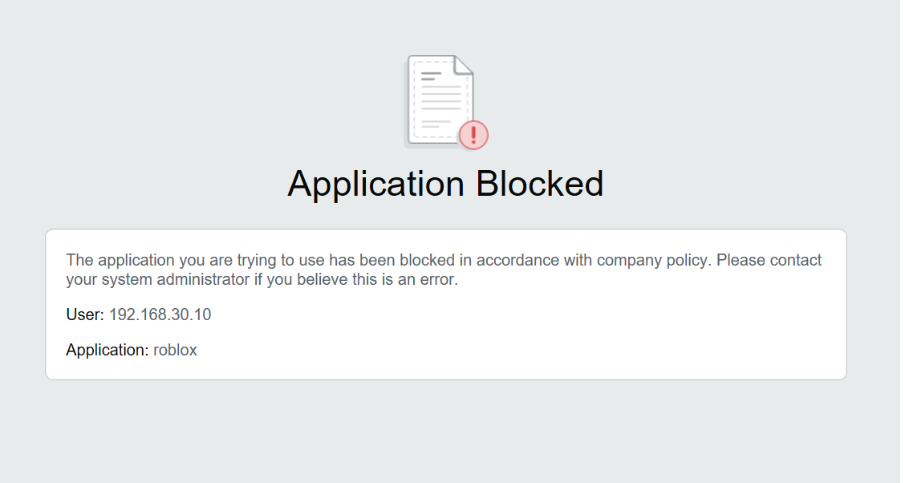 Application Blocked
The application you are trying to use has been blocked in accordance with company policy. Please contact
your system administrator if you believe this is an error.
User: 192.168.30.10
Application: roblox